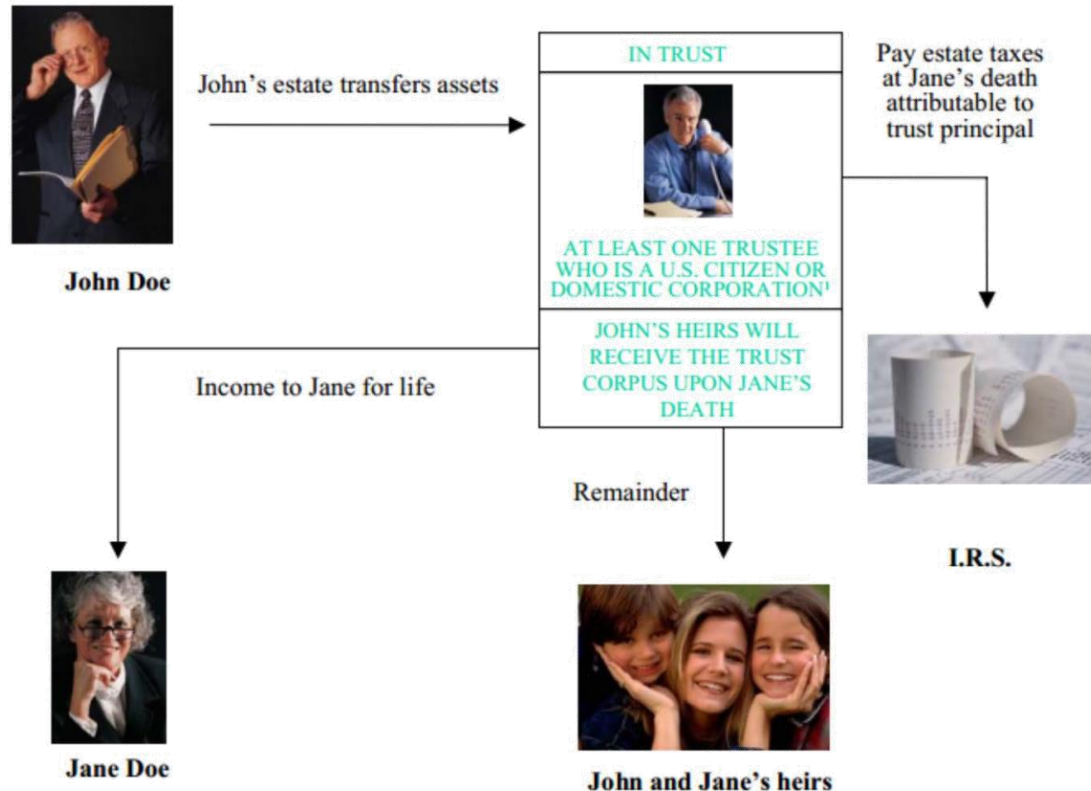 IN TRUST
Pay estate taxes
at Jane's death
attributable to
trust principal
John's estate transfers assets
AT LEAST ONE TRUSTEE
WHO IS A U.S. CITIZEN OR
DOMESTIC CORPORATION¹
John Doe
JOHN'S HEIRS WILL
RECEIVE THE TRUST
CORPUS UPON JANE'S
DEATH
Income to Jane for life
Remainder
I.R.S.
Jane Doe
John and Jane's heirs